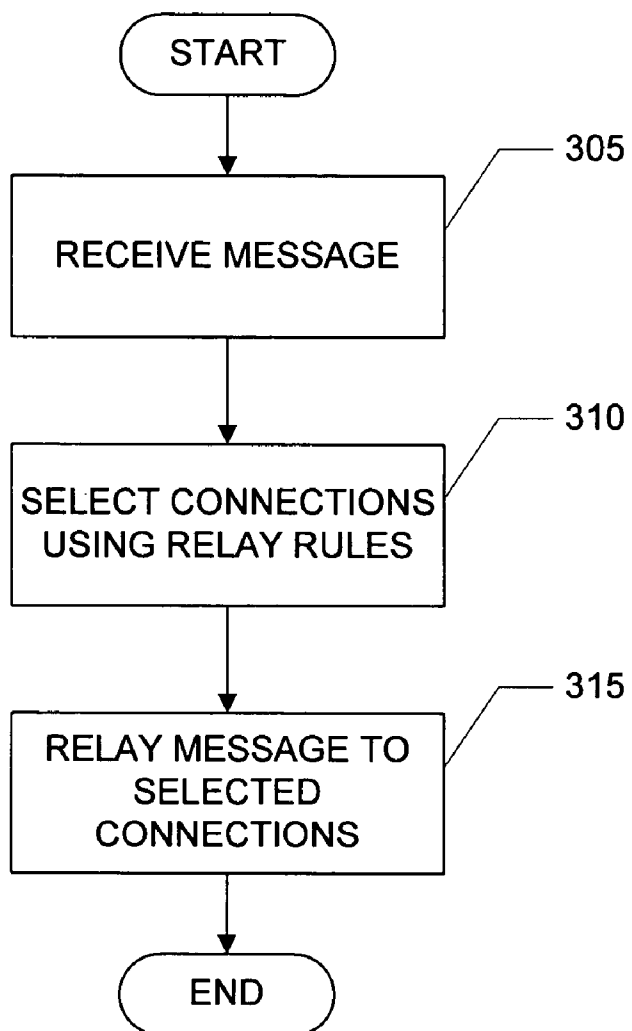 START
305
RECEIVE MESSAGE
310
SELECT CONNECTIONS
USING RELAY RULES
315
RELAY MESSAGE TO
SELECTED
CONNECTIONS
END